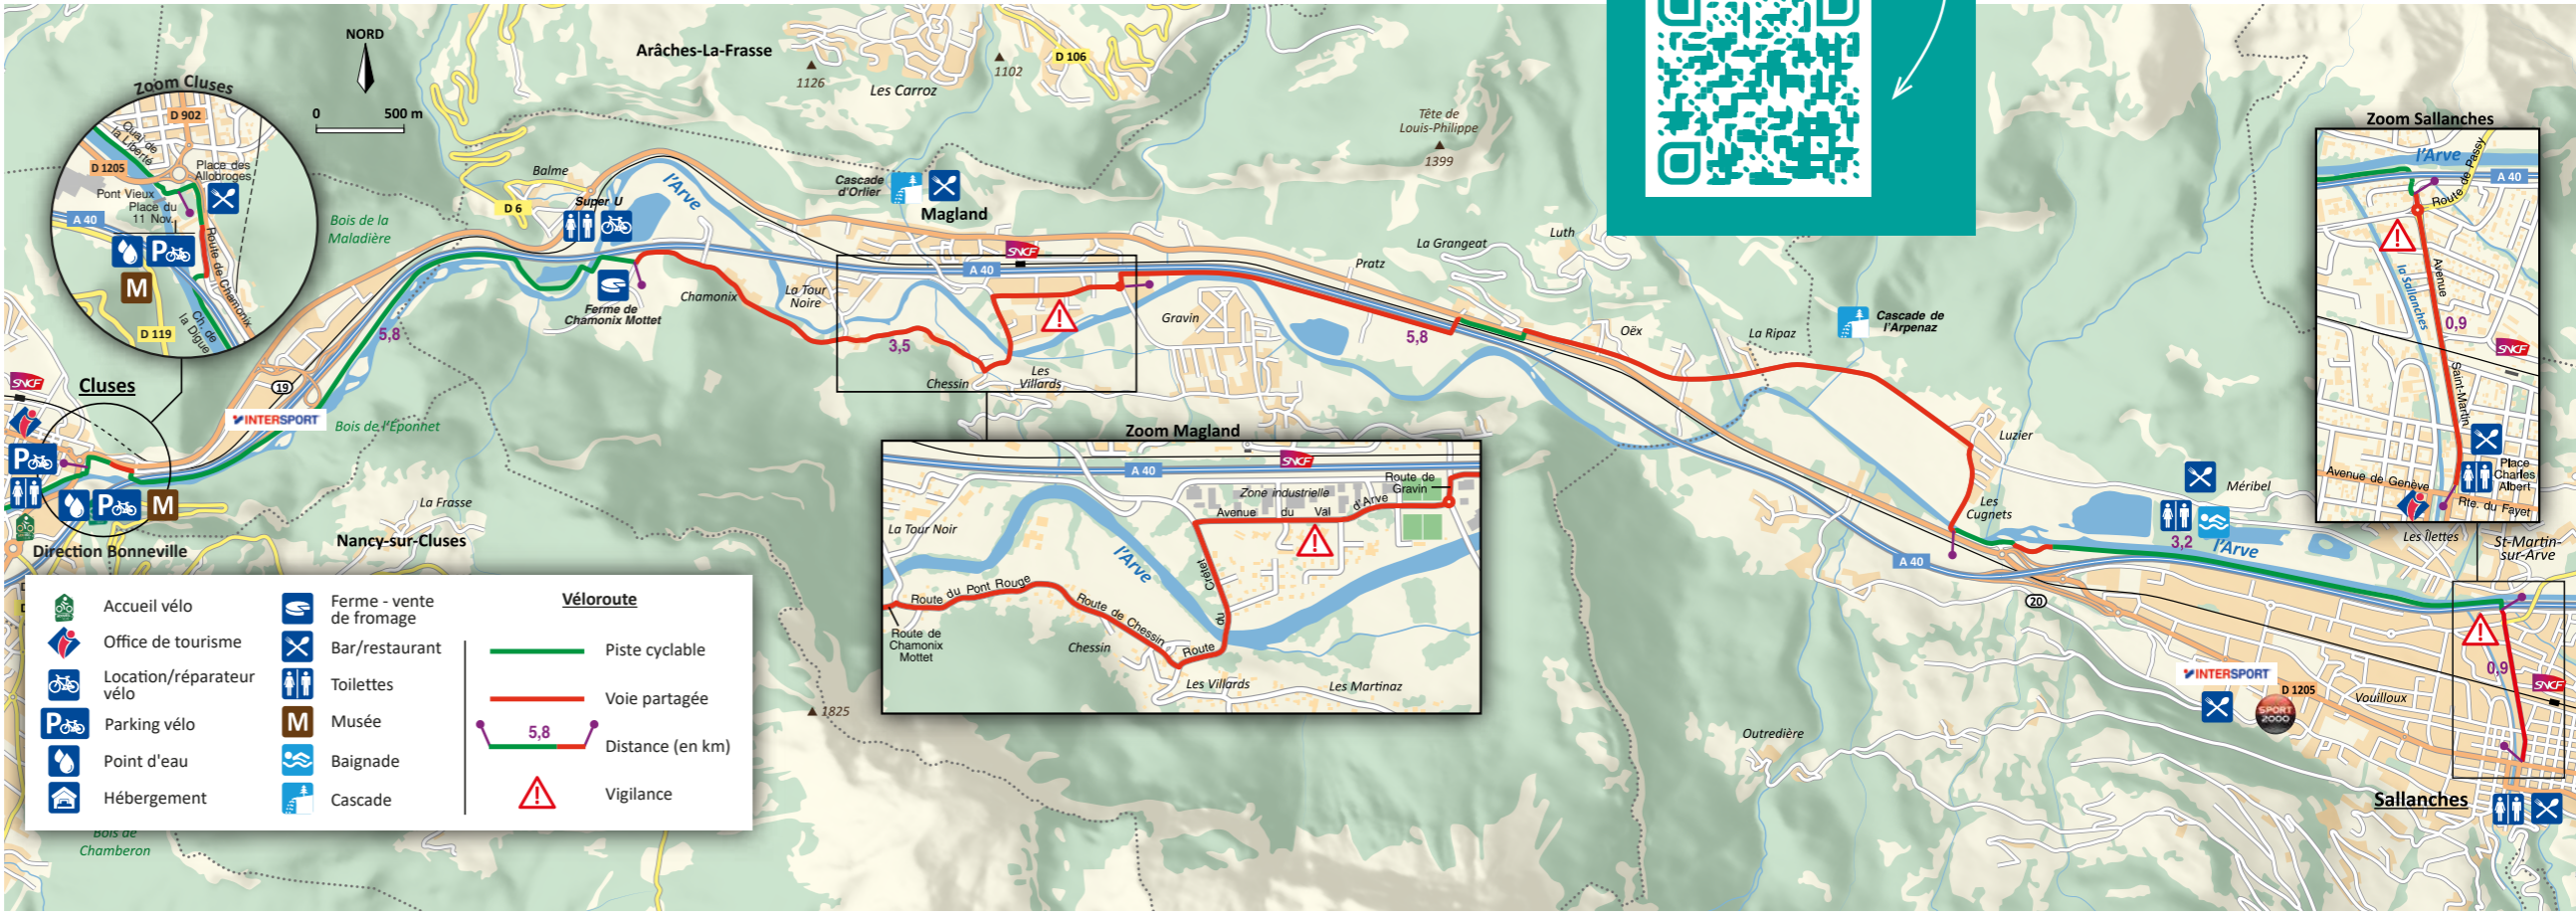 NORD
0 500 m
Zoom Cluses
D 902
Quai de
la Liberté
D 1205
Place des
Allobroges
Pont Vieux
Place du
11 Nov.
A 40
P
Route de Chamonix
M
Ch. de
la Digue
D 119
Arâches-La-Frasse
1126
Les Carroz
1102
D 106
Tête de
Louis-Philippe
1399
Bois de la
Maladière
Balme
D 6
Super U
l'Arve
Cascade
d'Orlier
Magland
SNCF
A 40
Ferme de
Chamonix Mottet
Chamonix
La Tour
Noire
3,5
Chessin
Les
Villards
Gravin
Pratz
La Grangeat
Luth
5,8
Oëx
La Ripaz
Cascade de
l'Arpenaz
Luzier
Les
Cugnets
A 40
20
Méribel
3,2
l'Arve
Les Îlettes
St-Martin-
sur-Arve
5,8
19
INTERSPORT
Bois de l'Éponhet
SNCF
Cluses
P
P
M
Direction Bonneville
La Frasse
Nancy-sur-Cluses
Zoom Magland
A 40
SNCF
Route de
Gravin
Zone industrielle
Avenue du Val d'Arve
La Tour Noir
l'Arve
Route du Crêtet
Route du Pont Rouge
Route de Chessin
Route de
Chamonix
Mottet
Chessin
Les Villards
Les Martinaz
Zoom Sallanches
l'Arve
A 40
Route de Passy
la Sallanches
Avenue Saint-Martin
0,9
SNCF
Avenue de Genève
Place
Charles
Albert
Rte. du Fayet
0,9
SNCF
INTERSPORT
D 1205
SPORT
2000
Vouilloux
Outredière
Sallanches
1825
Bois de
Chamberon
Accueil vélo
Office de tourisme
Location/réparateur
vélo
P
Parking vélo
Point d'eau
Hébergement
Ferme - vente
de fromage
Bar/restaurant
Toilettes
M
Musée
Baignade
Cascade
Véloroute
Piste cyclable
Voie partagée
5,8
Distance (en km)
Vigilance